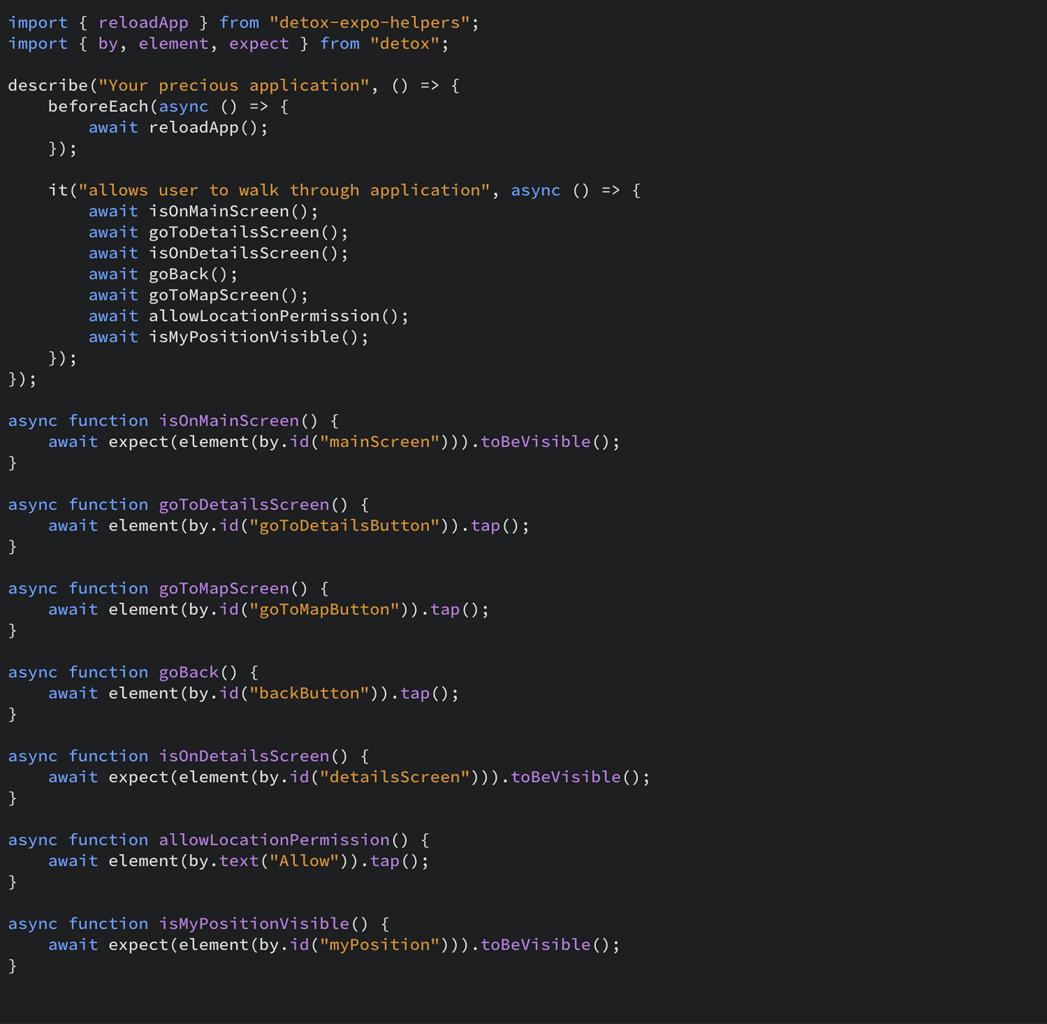 import { reloadApp } from "detox-expo-helpers";
import { by, element, expect } from "detox";

describe("Your precious application", () => {
    beforeEach(async () => {
        await reloadApp();
    });

    it("allows user to walk through application", async () => {
        await isOnMainScreen();
        await goToDetailsScreen();
        await isOnDetailsScreen();
        await goBack();
        await goToMapScreen();
        await allowLocationPermission();
        await isMyPositionVisible();
    });
});

async function isOnMainScreen() {
    await expect(element(by.id("mainScreen"))).toBeVisible();
}

async function goToDetailsScreen() {
    await element(by.id("goToDetailsButton")).tap();
}

async function goToMapScreen() {
    await element(by.id("goToMapButton")).tap();
}

async function goBack() {
    await element(by.id("backButton")).tap();
}

async function isOnDetailsScreen() {
    await expect(element(by.id("detailsScreen"))).toBeVisible();
}

async function allowLocationPermission() {
    await element(by.text("Allow")).tap();
}

async function isMyPositionVisible() {
    await expect(element(by.id("myPosition"))).toBeVisible();
}